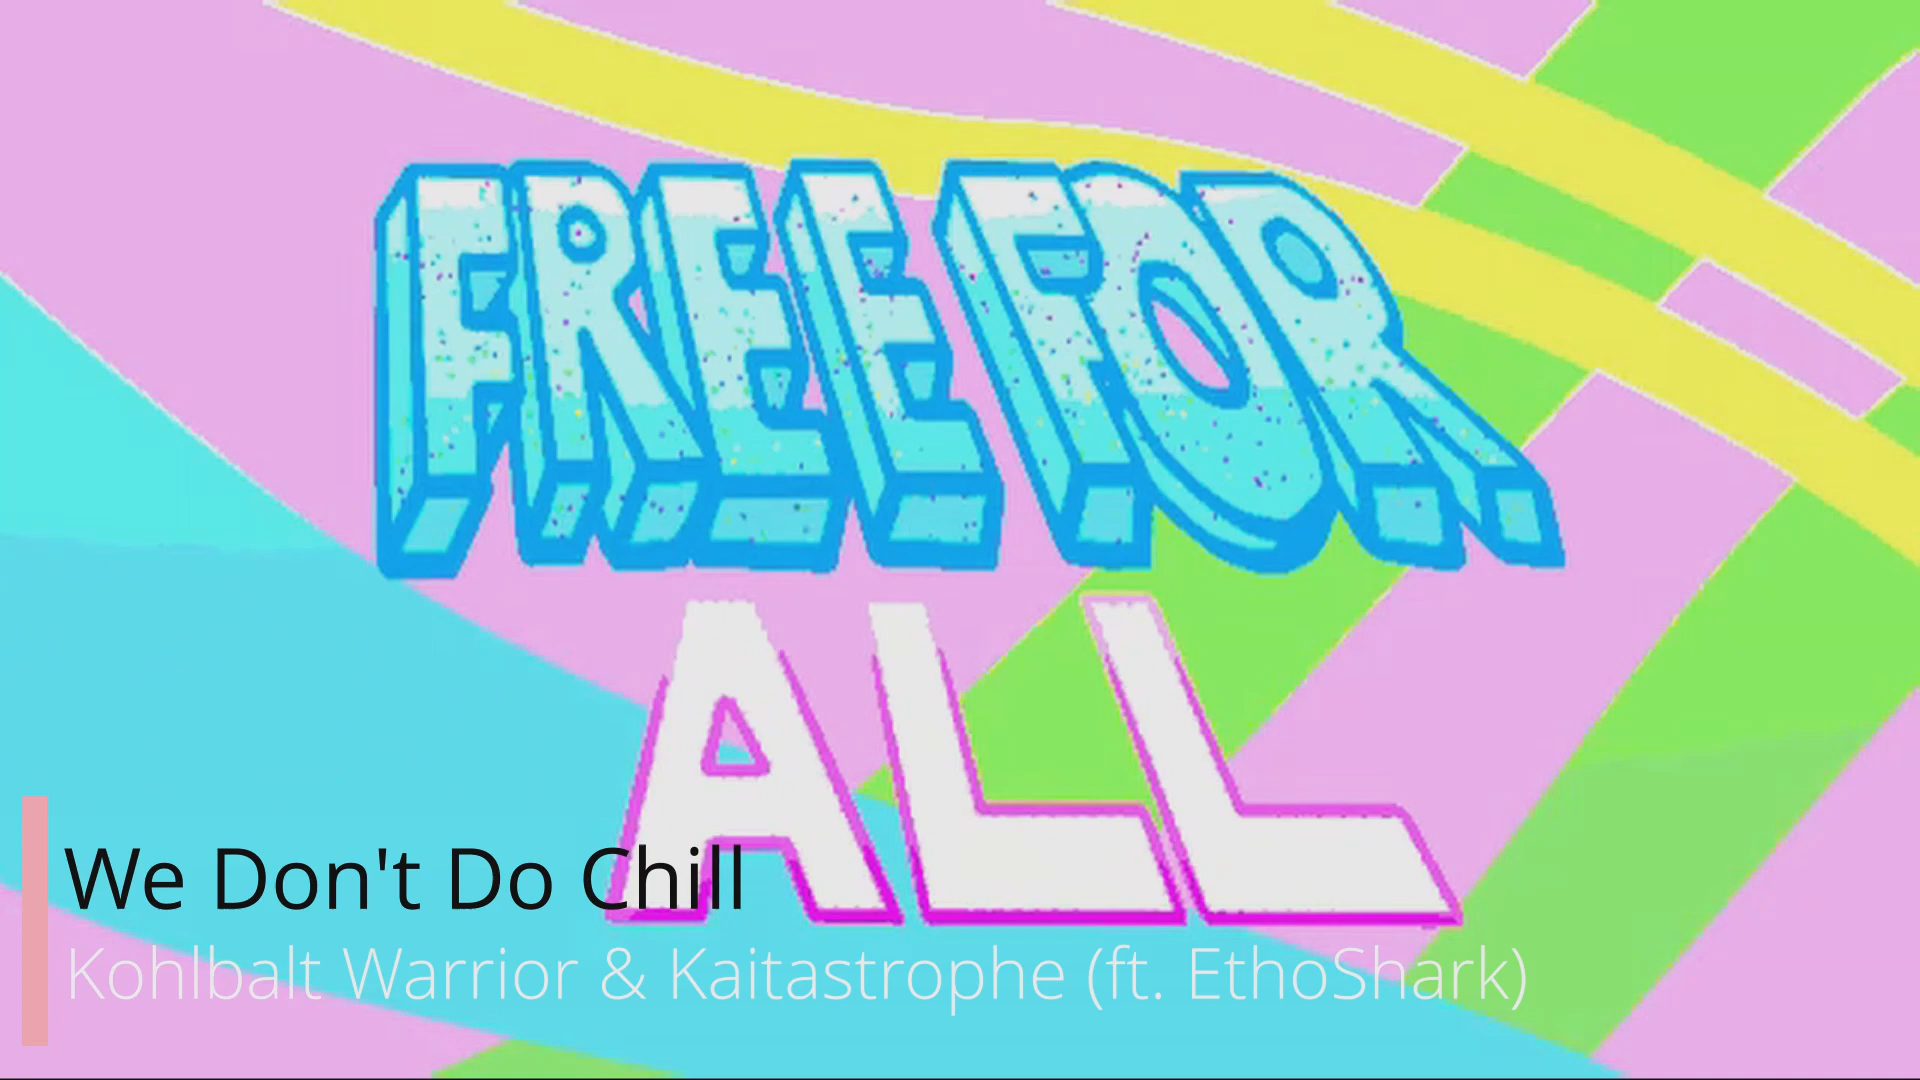 FREE FOR
ALL
We Don't Do Chill
Kohlbalt Warrior & Kaitastrophe (ft. EthoShark)